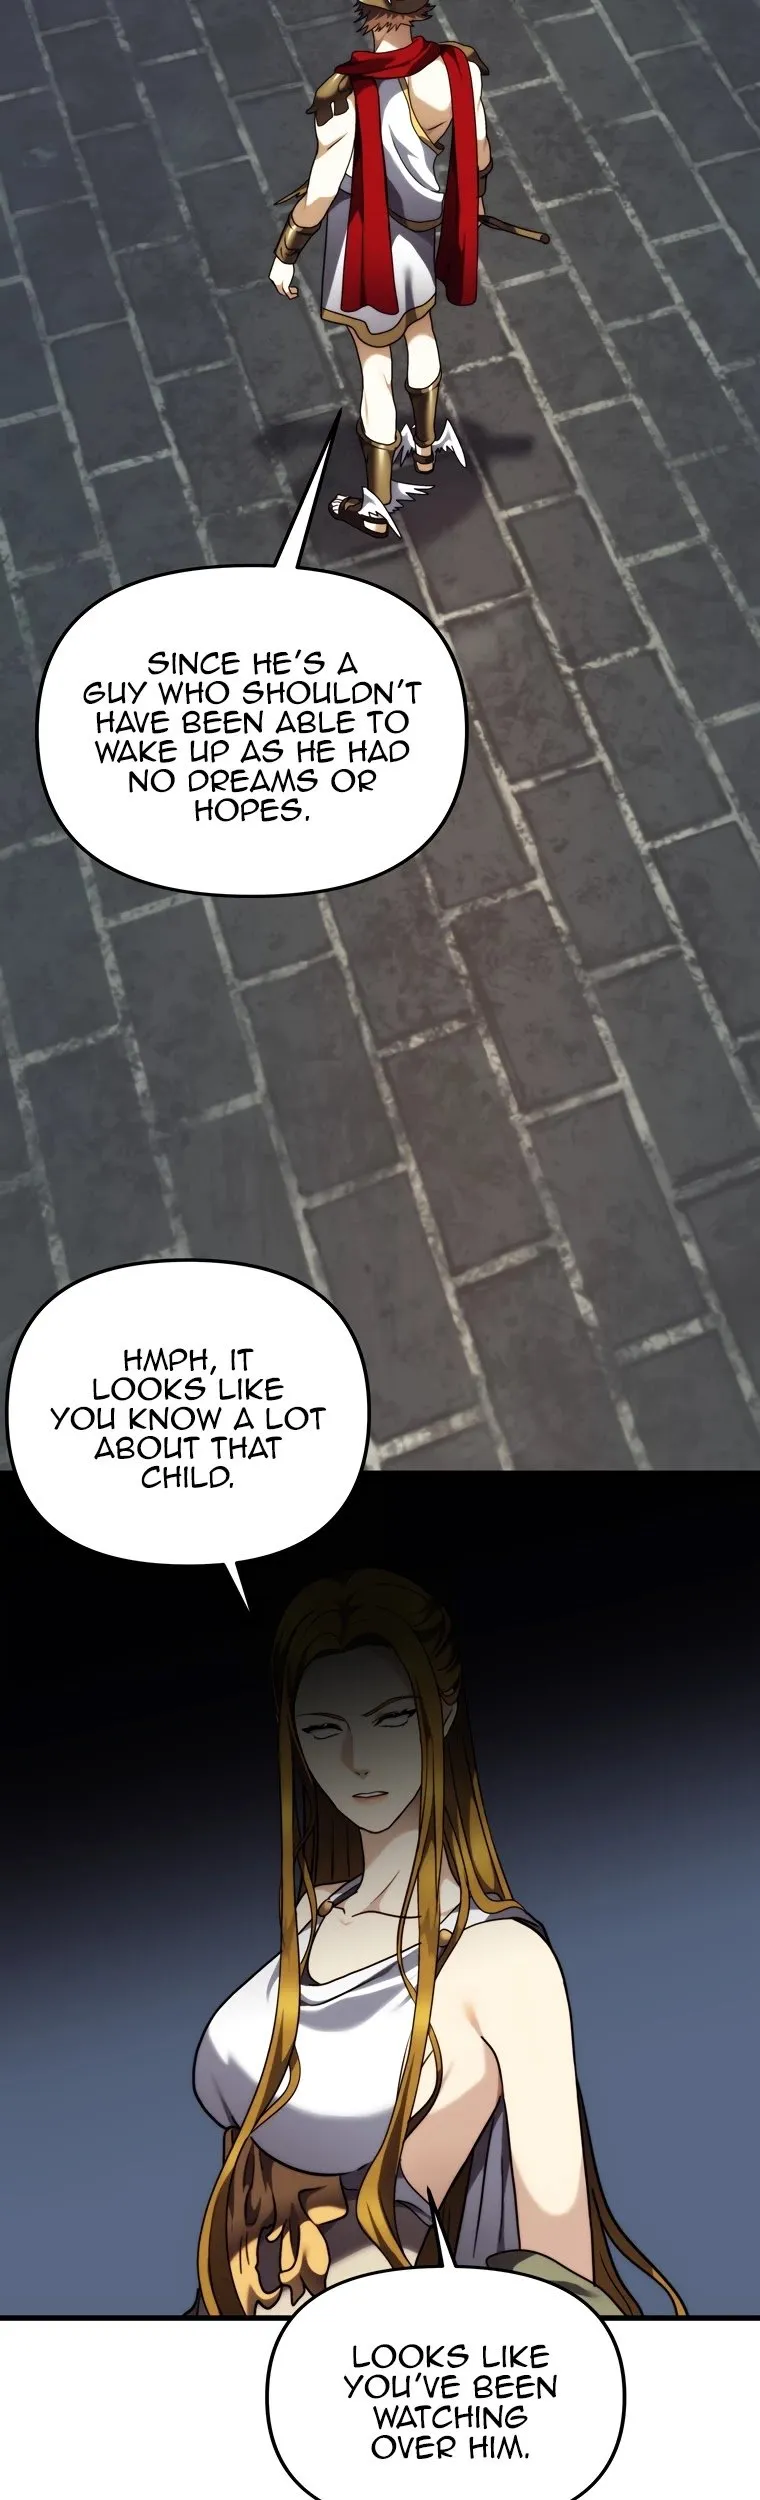 SINCE HE'S A
GUY WHO SHOULDN'T
HAVE BEEN ABLE TO
WAKE UP AS HE HAD
NO DREAMS OR
HOPES.
HMPH, IT
LOOKS LIKE
YOU KNOW A LOT
ABOUT THAT
CHILD.
LOOKS LIKE
YOU'VE BEEN
WATCHING
OVER HIM.